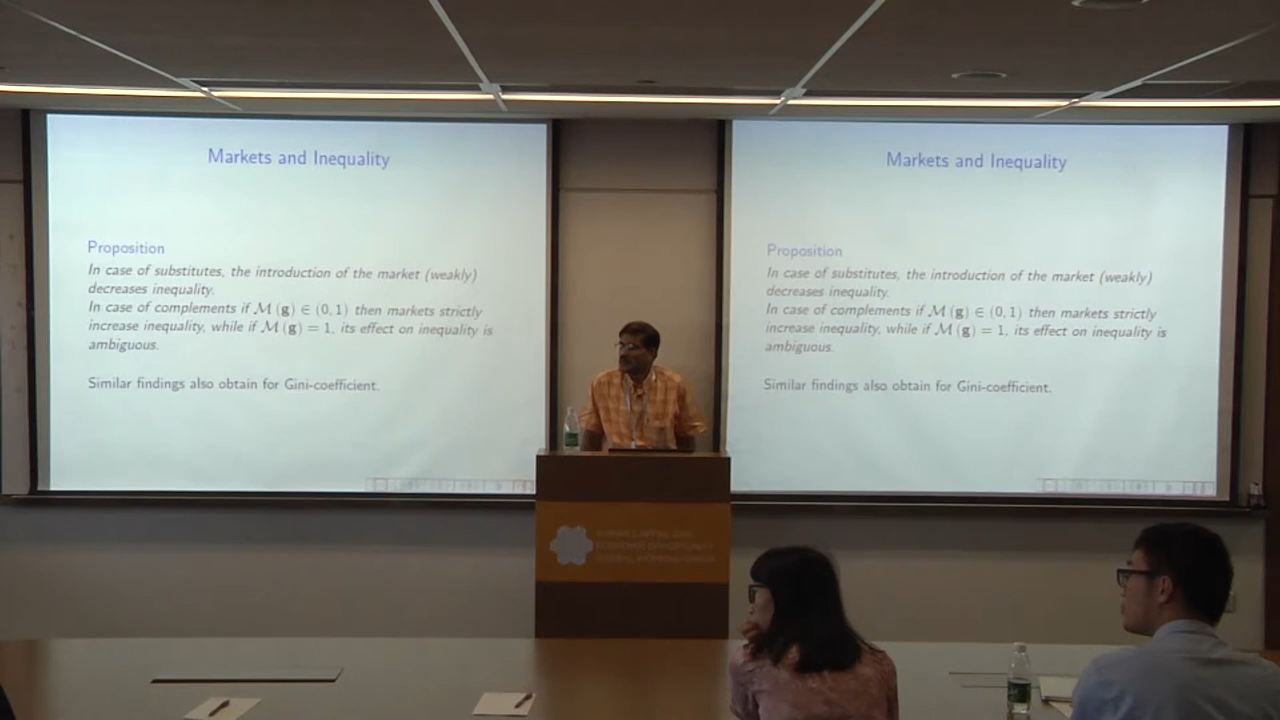 Markets and Inequality
Proposition
In case of substitutes, the introduction of the market (weakly)
decreases inequality.
In case of complements if M (g) ∈ (0, 1) then markets strictly
increase inequality, while if M (g) = 1, its effect on inequality is
ambiguous.
Similar findings also obtain for Gini-coefficient.
Markets and Inequality
Proposition
In case of substitutes, the introduction of the market (weakly)
decreases inequality.
In case of complements if M (g) ∈ (0, 1) then markets strictly
increase inequality, while if M (g) = 1, its effect on inequality is
ambiguous.
Similar findings also obtain for Gini-coefficient.